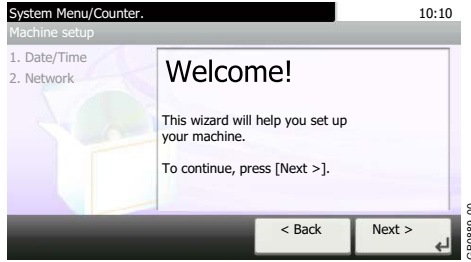 System Menu/Counter.
10:10
Machine setup
1. Date/Time
2. Network
Welcome!
This wizard will help you set up
your machine.
To continue, press [Next >].
< Back
Next >